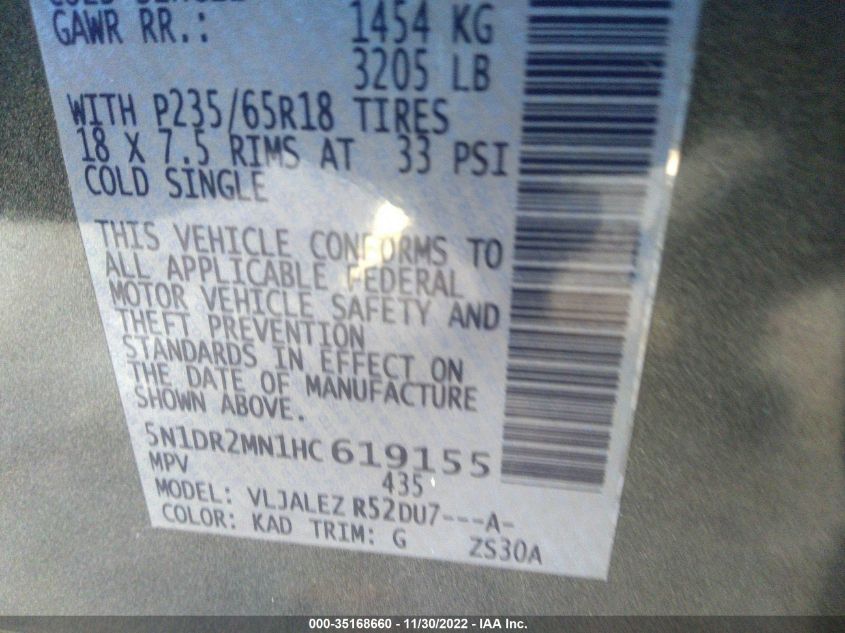 GAWR RR.: 1454 KG
3205 LB
WITH P235/65R18 TIRES
18 X 7.5 RIMS AT 33 PSI
COLD SINGLE
THIS VEHICLE CONFORMS TO
ALL APPLICABLE FEDERAL
MOTOR VEHICLE SAFETY AND
THEFT PREVENTION
STANDARDS IN EFFECT ON
THE DATE OF MANUFACTURE
SHOWN ABOVE.
5N1DR2MN1HC619155
MPV 435
MODEL: VLJALEZ R52DU7---A-
COLOR: KAD TRIM: G ZS30A
000-35168660 - 11/30/2022 - IAA Inc.